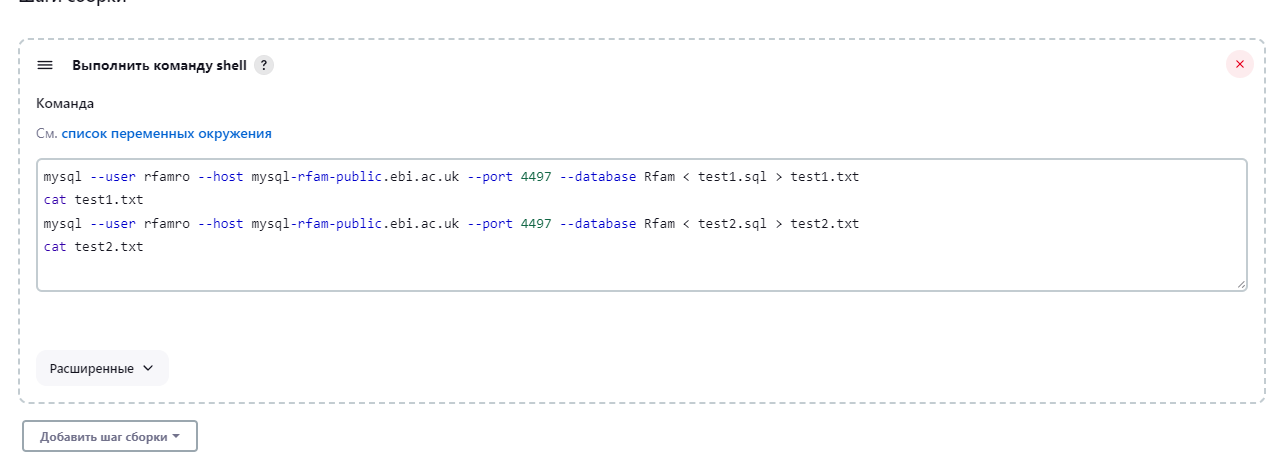 Шаги сборки
Выполнить команду shell ?
Команда
См. список переменных окружения
mysql --user rfamro --host mysql-rfam-public.ebi.ac.uk --port 4497 --database Rfam < test1.sql > test1.txt
cat test1.txt
mysql --user rfamro --host mysql-rfam-public.ebi.ac.uk --port 4497 --database Rfam < test2.sql > test2.txt
cat test2.txt
Расширенные
Добавить шаг сборки